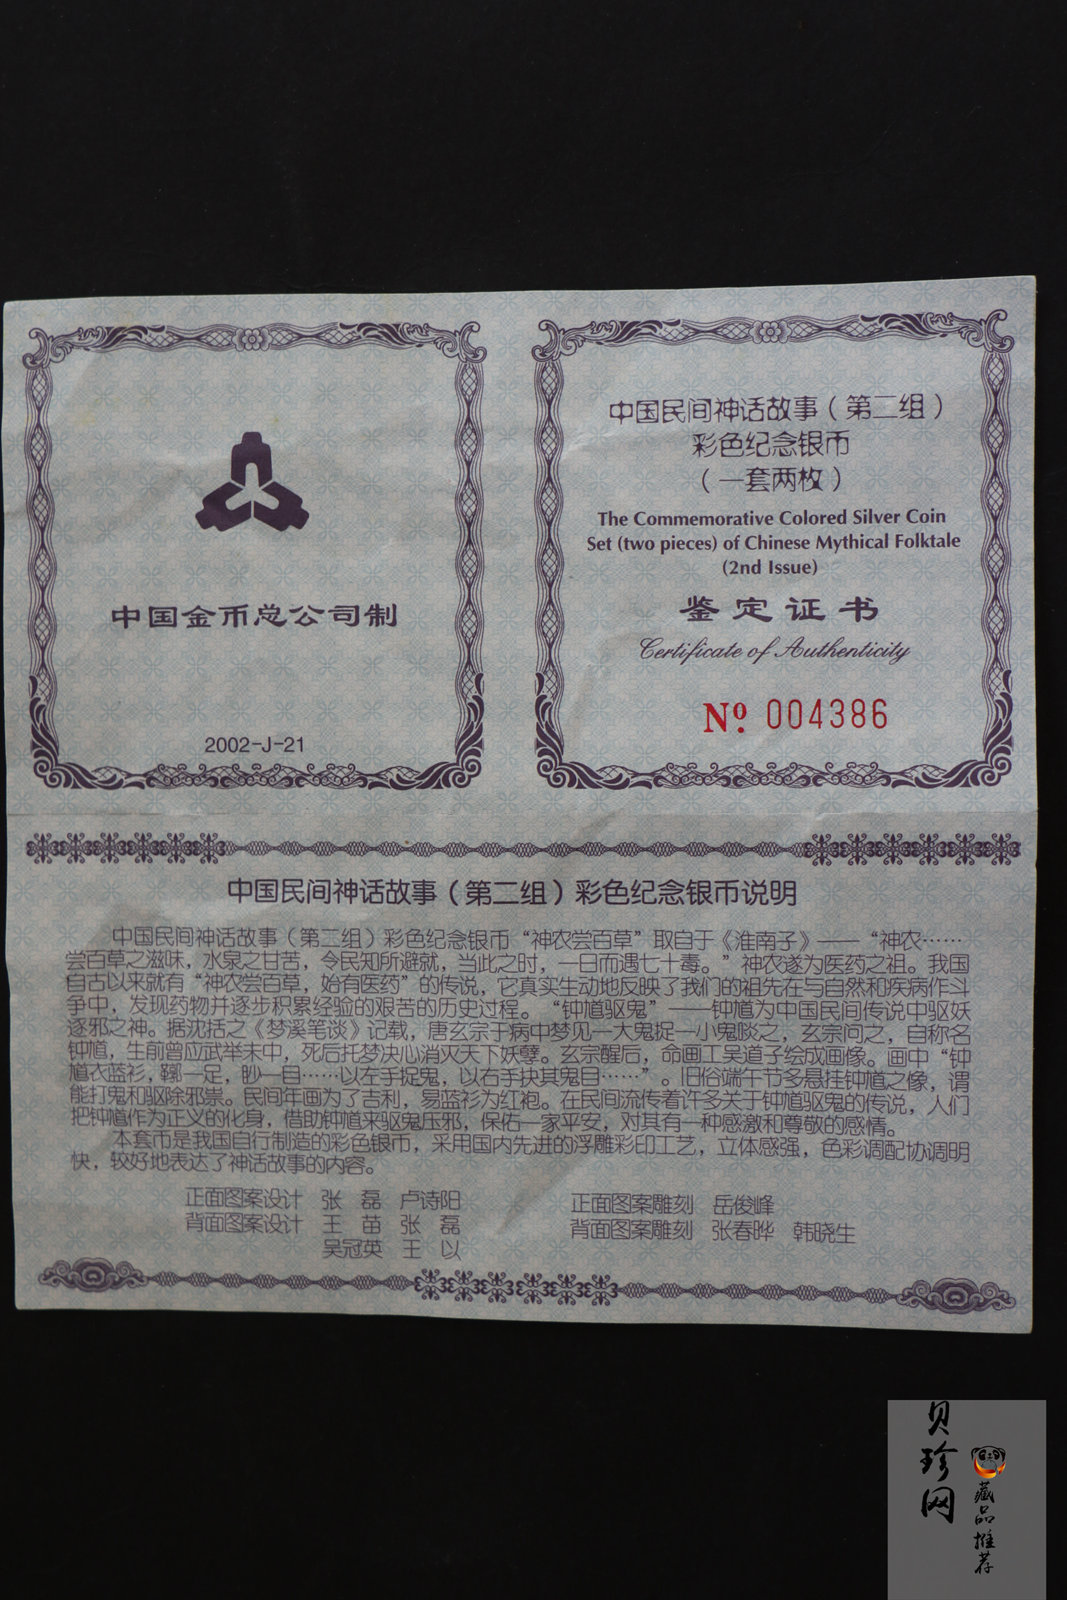 中国金币总公司制
2002-J-21
中国民间神话故事（第二组）
彩色纪念银币
（一套两枚）
The Commemorative Colored Silver Coin
Set (two pieces) of Chinese Mythical Folktale
(2nd Issue)
鉴定证书
Certificate of Authenticity
Nº. 004386
中国民间神话故事（第二组）彩色纪念银币说明
中国民间神话故事（第二组）彩色纪念银币“神农尝百草”取自于《淮南子》——“神农……
尝百草之滋味，水泉之甘苦，令民知所避就，当此之时，一日而遇七十毒。”神农遂为医药之祖。我国
自古以来就有“神农尝百草，始有医药”的传说，它真实生动地反映了我们的祖先在与自然和疾病作斗
争中，发现药物并逐步积累经验的艰苦的历史过程。“钟馗驱鬼”——钟馗为中国民间传说中驱妖
逐邪之神。据沈括之《梦溪笔谈》记载，唐玄宗于病中梦见一大鬼捉一小鬼啖之，玄宗问之，自称名
钟馗，生前曾应武举未中，死后托梦决心消灭天下妖孽。玄宗醒后，命画工吴道子绘成画像。画中“钟
馗衣蓝衫，鞹一足，眇一目……以左手捉鬼，以右手抉其鬼目……”。旧俗端午节多悬挂钟馗之像，谓
能打鬼和驱除邪祟。民间年画为了吉利，易蓝衫为红袍。在民间流传着许多关于钟馗驱鬼的传说，人们
把钟馗作为正义的化身，借助钟馗来驱鬼压邪，保佑一家平安，对其有一种感激和尊敬的感情。
本套币是我国自行制造的彩色银币，采用国内先进的浮雕彩印工艺，立体感强，色彩调配协调明
快，较好地表达了神话故事的内容。
正面图案设计 张 磊 卢诗阳
背面图案设计 王 苗 张 磊
吴冠英 王 以
正面图案雕刻 岳俊峰
背面图案雕刻 张春晔 韩晓生
贝珍网
藏品推荐